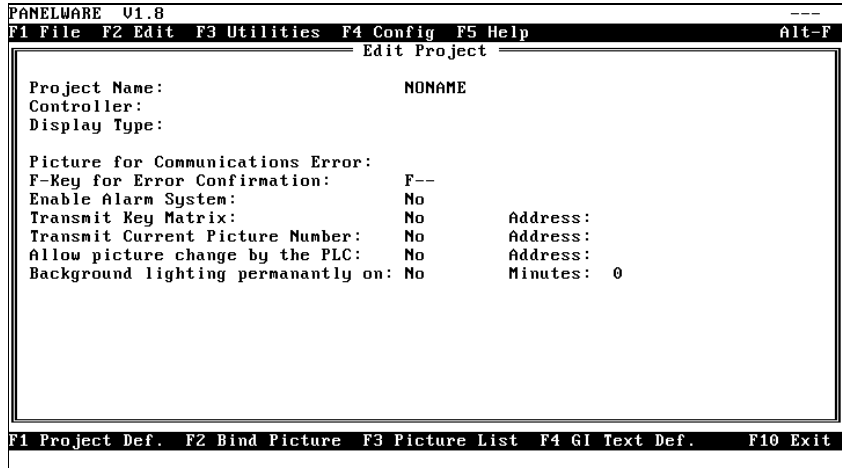 PANELWARE V1.8 ---
F1 File F2 Edit F3 Utilities F4 Config F5 Help Alt-F
Edit Project
Project Name: NONAME
Controller:
Display Type:
Picture for Communications Error:
F-Key for Error Confirmation: F--
Enable Alarm System: No
Transmit Key Matrix: No Address:
Transmit Current Picture Number: No Address:
Allow picture change by the PLC: No Address:
Background lighting permanantly on: No Minutes: 0
F1 Project Def. F2 Bind Picture F3 Picture List F4 GI Text Def. F10 Exit